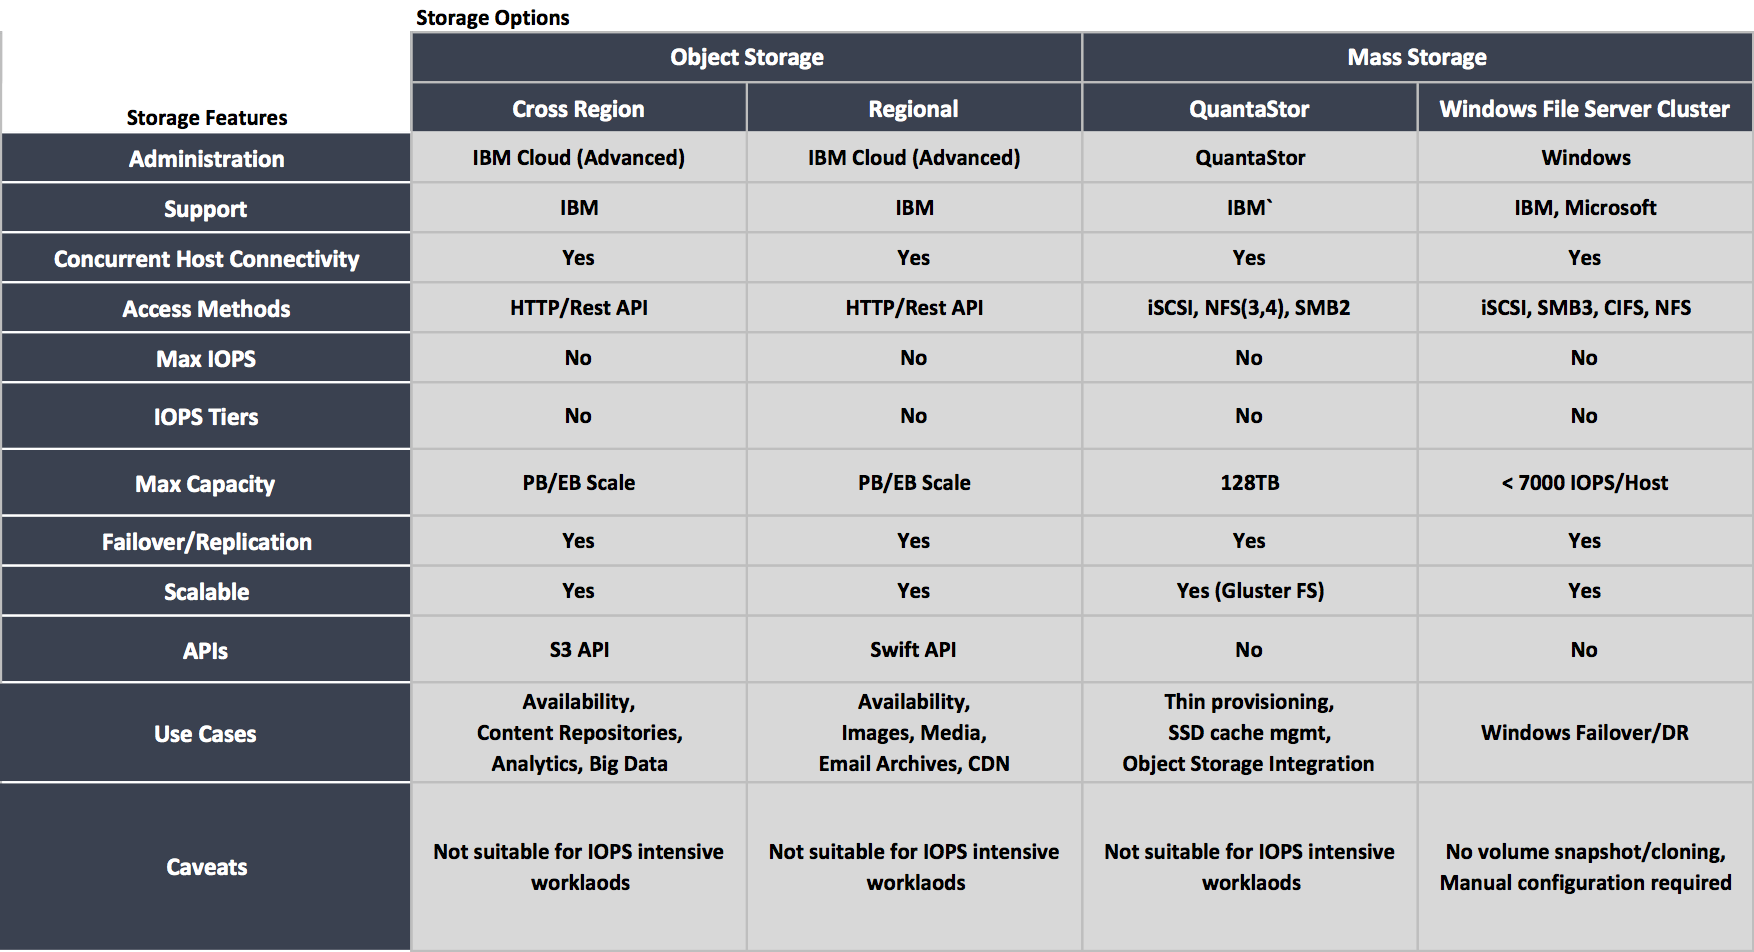 Storage Options
Object Storage Mass Storage
Storage Features Cross Region Regional QuantaStor Windows File Server Cluster
Administration IBM Cloud (Advanced) IBM Cloud (Advanced) QuantaStor Windows
Support IBM IBM IBM` IBM, Microsoft
Concurrent Host Connectivity Yes Yes Yes Yes
Access Methods HTTP/Rest API HTTP/Rest API iSCSI, NFS(3,4), SMB2 iSCSI, SMB3, CIFS, NFS
Max IOPS No No No No
IOPS Tiers No No No No
Max Capacity PB/EB Scale PB/EB Scale 128TB < 7000 IOPS/Host
Failover/Replication Yes Yes Yes Yes
Scalable Yes Yes Yes (Gluster FS) Yes
APIs S3 API Swift API No No
Availability, Availability, Thin provisioning,
Use Cases Content Repositories, Images, Media, SSD cache mgmt, Windows Failover/DR
Analytics, Big Data Email Archives, CDN Object Storage Integration
Caveats Not suitable for IOPS intensive Not suitable for IOPS intensive Not suitable for IOPS intensive No volume snapshot/cloning,
worklaods worklaods worklaods Manual configuration required